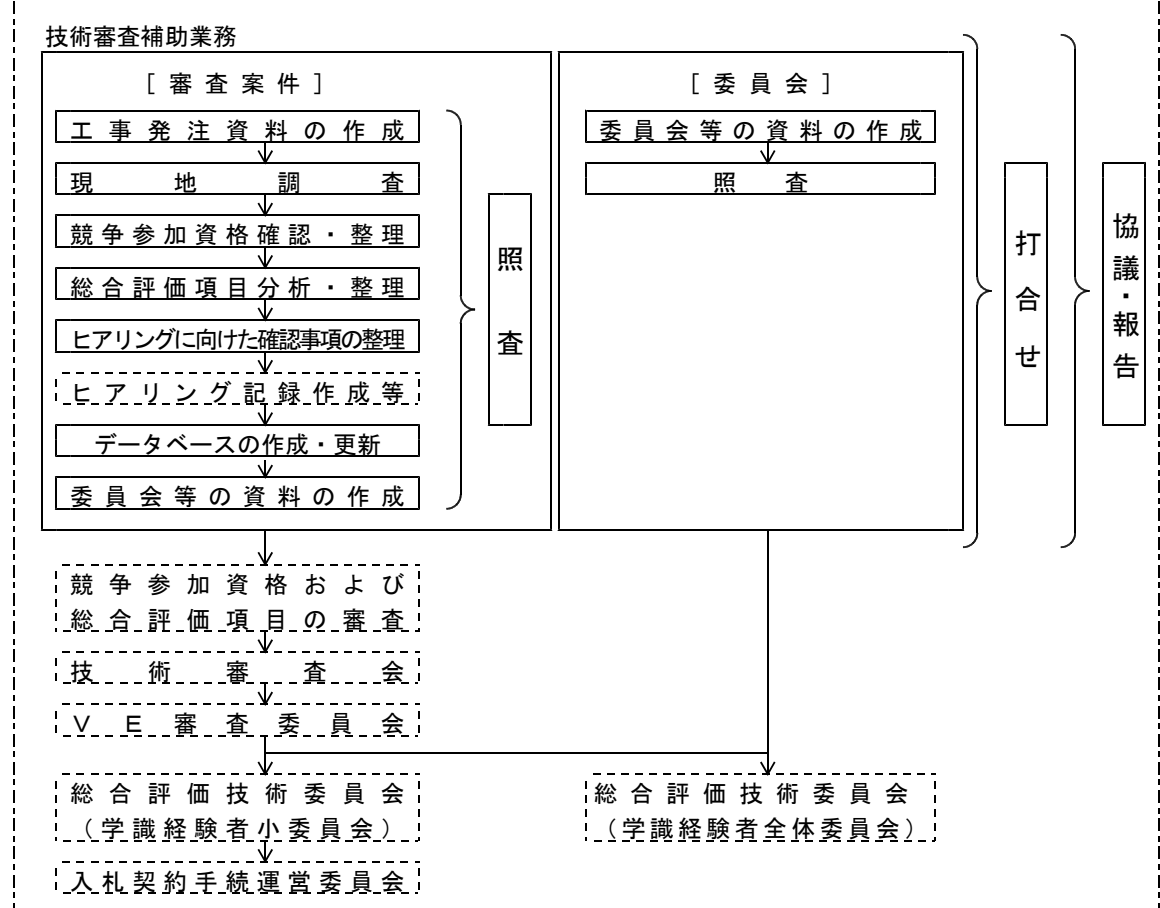 技術審査補助業務
[審査案件]
工事発注資料の作成
現地調査
競争参加資格確認・整理
総合評価項目分析・整理
ヒアリングに向けた確認事項の整理
ヒアリング記録作成等
データベースの作成・更新
委員会等の資料の作成
照査
[委員会]
委員会等の資料の作成
照査
打合せ
協議・報告
競争参加資格および
総合評価項目の審査
技術審査会
VE審査委員会
総合評価技術委員会
(学識経験者小委員会)
入札契約手続運営委員会
総合評価技術委員会
(学識経験者全体委員会)